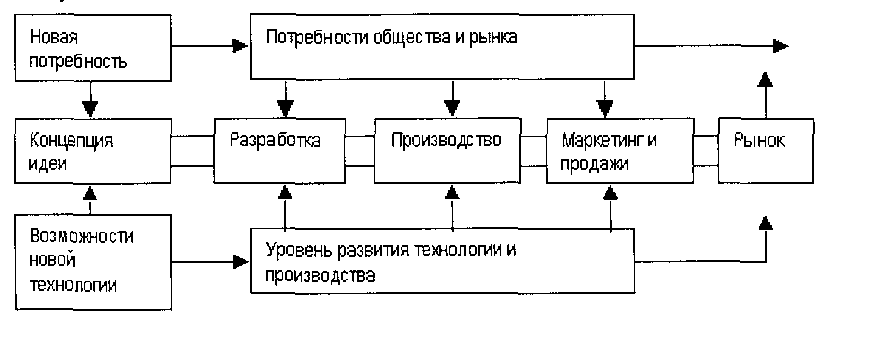 Новая
потребность
Потребности общества и рынка
Концепция
идеи
Разработка
Производство
Маркетинг и
продажи
Рынок
Возможности
новой
технологии
Уровень развития технологии и
производства